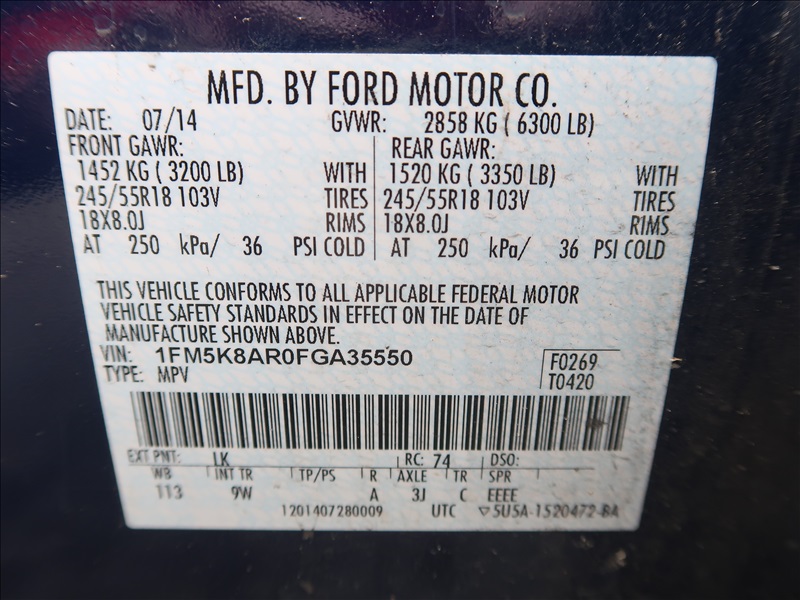 MFD. BY FORD MOTOR CO.
DATE: 07/14 GVWR: 2858 KG ( 6300 LB)
FRONT GAWR: REAR GAWR:
1452 KG ( 3200 LB) WITH 1520 KG ( 3350 LB) WITH
245/55R18 103V TIRES 245/55R18 103V TIRES
18X8.0J RIMS 18X8.0J RIMS
AT 250 kPa/ 36 PSI COLD AT 250 kPa/ 36 PSI COLD
THIS VEHICLE CONFORMS TO ALL APPLICABLE FEDERAL MOTOR
VEHICLE SAFETY STANDARDS IN EFFECT ON THE DATE OF
MANUFACTURE SHOWN ABOVE.
VIN: 1FM5K8AR0FGA35550 F0269
TYPE: MPV T0420
EXT PNT: LK RC: 74 DSO:
WB INT TR TP/PS R AXLE TR SPR
113 9W A 3J C EEEE
1201407280009 UTC ▽5U5A-1520472-BA